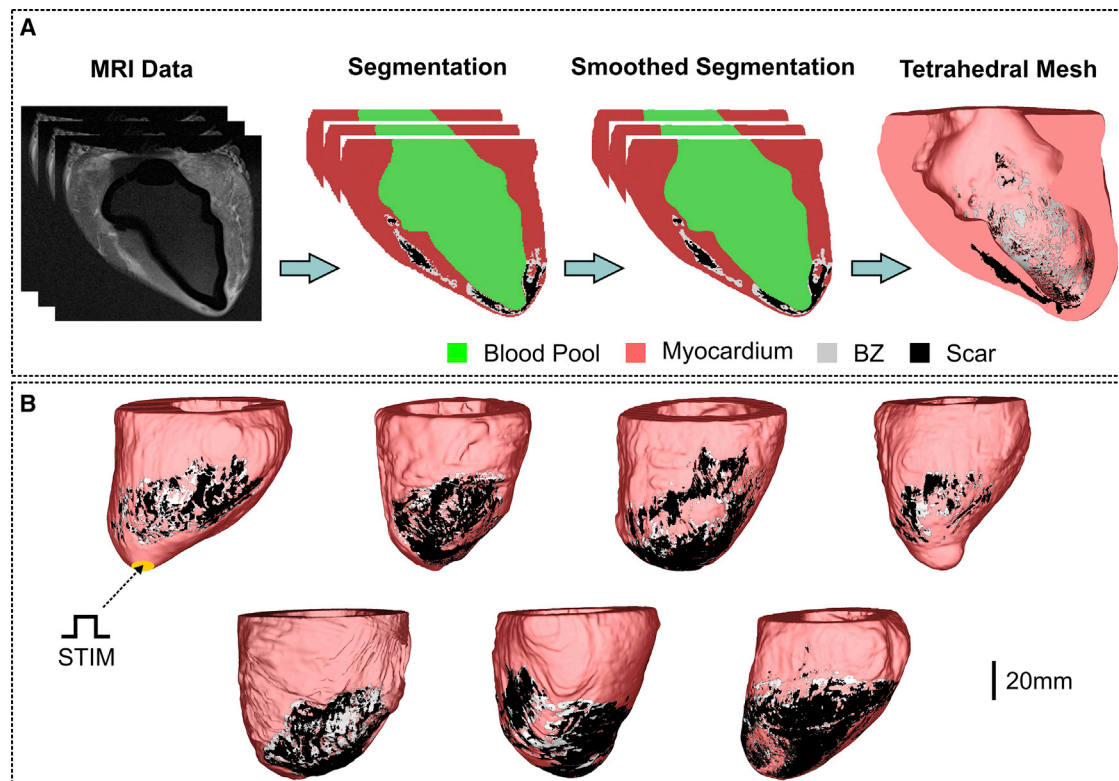 A
MRI Data
Segmentation
Smoothed Segmentation
Tetrahedral Mesh
Blood Pool
Myocardium
BZ
Scar
B
STIM
20mm